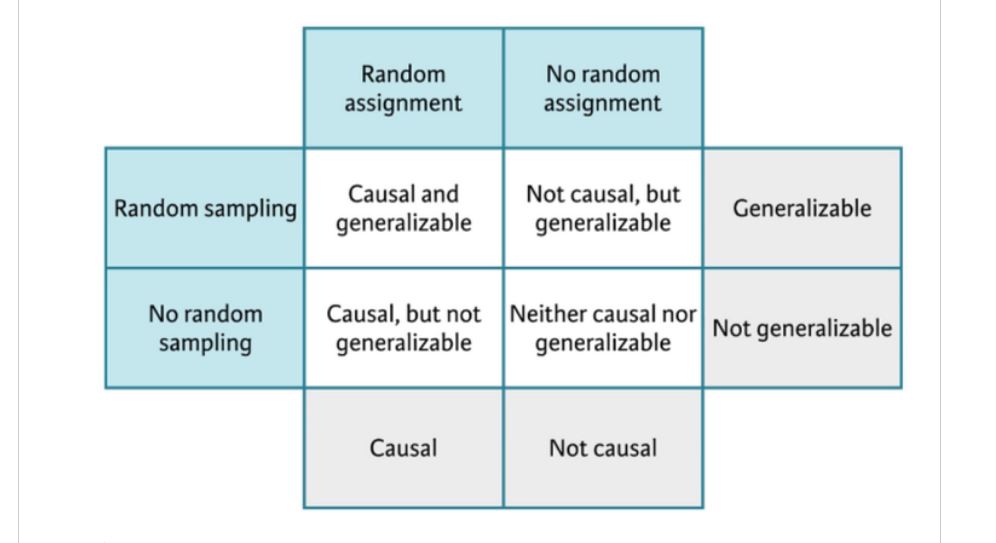 Random
assignment
No random
assignment
Random sampling
Causal and
generalizable
Not causal, but
generalizable
Generalizable
No random
sampling
Causal, but not
generalizable
Neither causal nor
generalizable
Not generalizable
Causal
Not causal